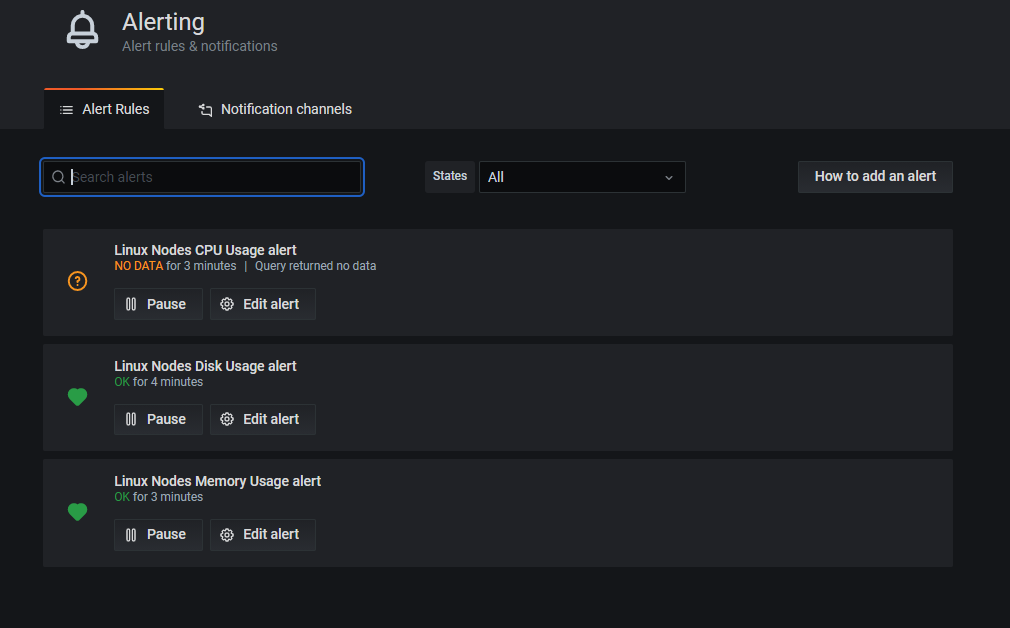 Alerting
Alert rules & notifications
Alert Rules
Notification channels
Search alerts
States
All
How to add an alert
Linux Nodes CPU Usage alert
NO DATA for 3 minutes | Query returned no data
Pause
Edit alert
Linux Nodes Disk Usage alert
OK for 4 minutes
Pause
Edit alert
Linux Nodes Memory Usage alert
OK for 3 minutes
Pause
Edit alert